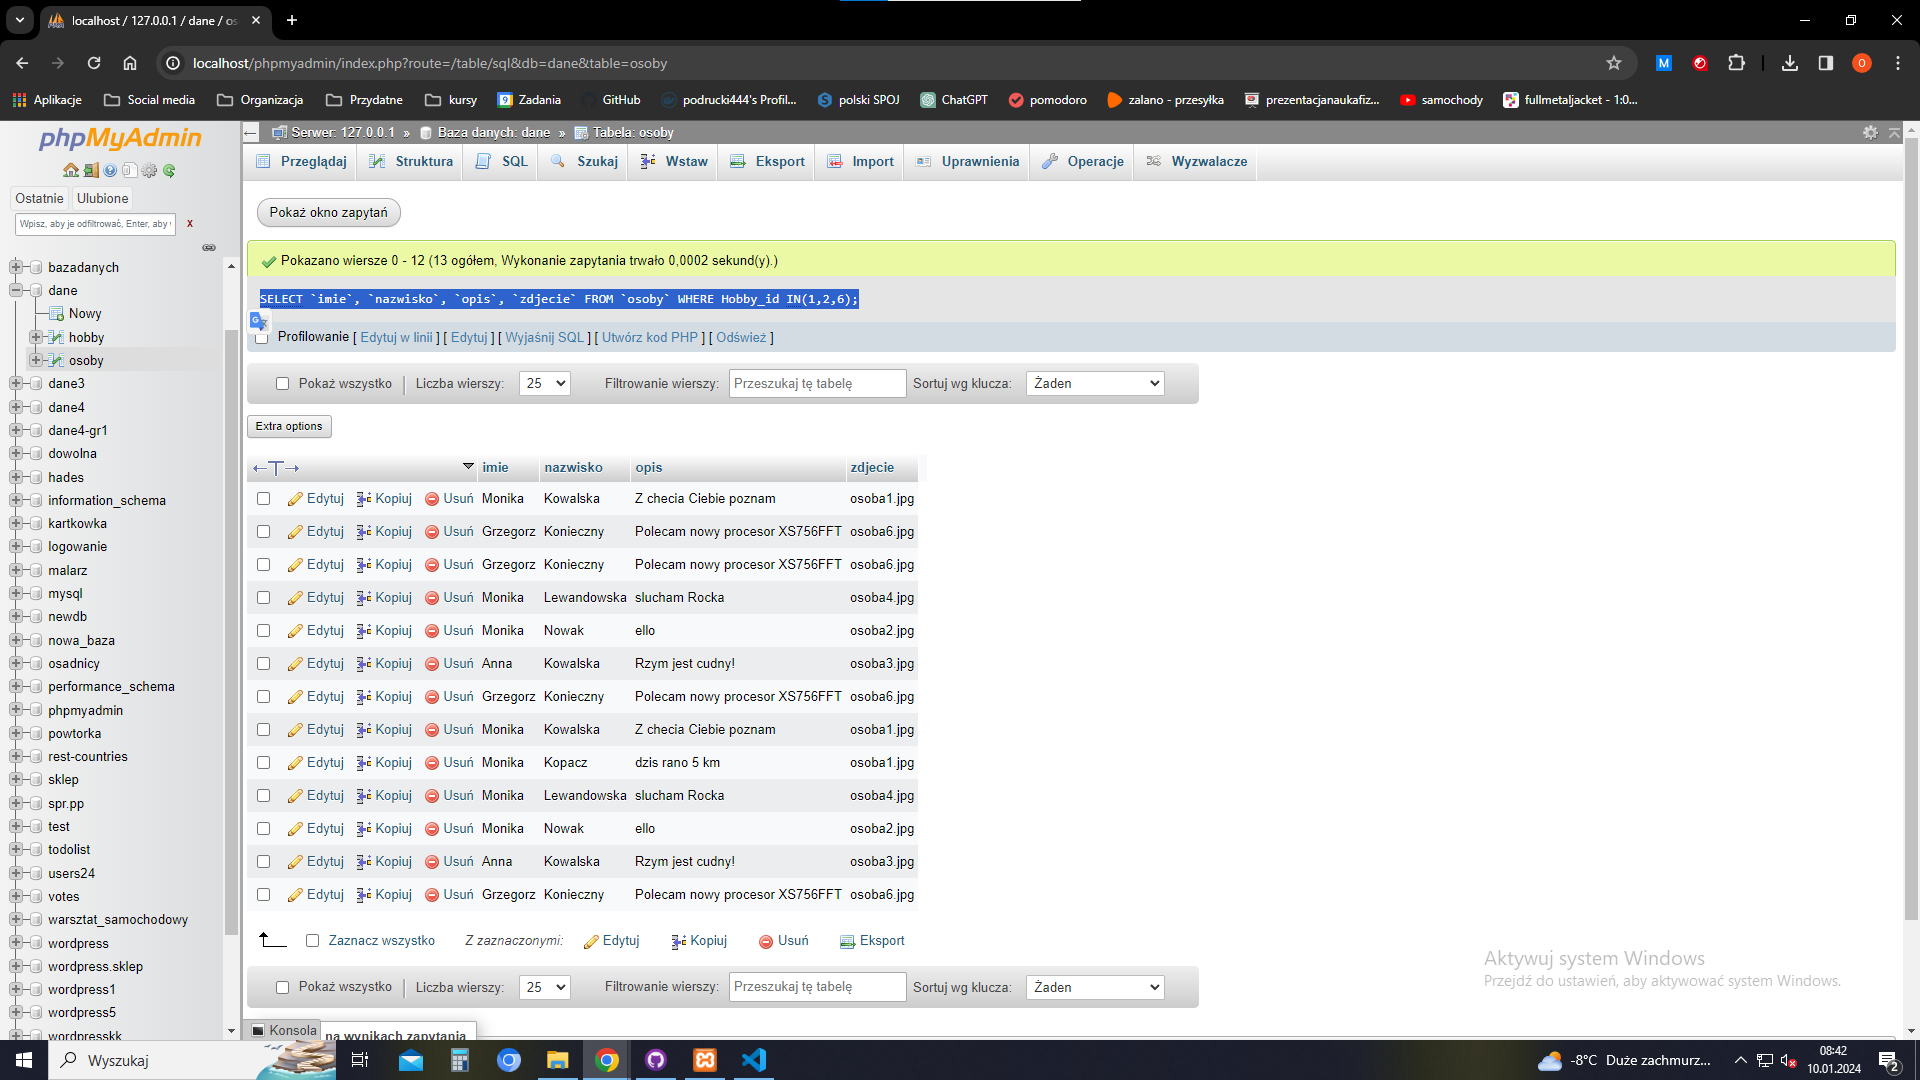 localhost / 127.0.0.1 / dane / os
localhost/phpmyadmin/index.php?route=/table/sql&db=dane&table=osoby
M
O
Aplikacje
Social media
Organizacja
Przydatne
kursy
9
Zadania
GitHub
podrucki444's Profil...
polski SPOJ
ChatGPT
pomodoro
zalano - przesyłka
prezentacjanaukafiz...
samochody
fullmetaljacket - 1:0...
phpMyAdmin
Ostatnie Ulubione
Wpisz, aby je odfiltrować, Enter, aby
X
bazadanych
dane
Nowy
hobby
osoby
dane3
dane4
dane4-gr1
dowolna
hades
information_schema
kartkowka
logowanie
malarz
mysql
newdb
nowa_baza
osadnicy
performance_schema
phpmyadmin
powtorka
rest-countries
sklep
spr.pp
test
todolist
users24
votes
warsztat_samochodowy
wordpress
wordpress.sklep
wordpress1
wordpress5
wordpresskk
Serwer: 127.0.0.1 » Baza danych: dane » Tabela: osoby
Przeglądaj Struktura SQL Szukaj Wstaw Eksport Import Uprawnienia Operacje Wyzwalacze
Pokaż okno zapytań
Pokazano wiersze 0 - 12 (13 ogółem, Wykonanie zapytania trwało 0,0002 sekund(y).)
SELECT `imie`, `nazwisko`, `opis`, `zdjecie` FROM `osoby` WHERE Hobby_id IN(1,2,6);
Profilowanie [ Edytuj w linii ] [ Edytuj ] [ Wyjaśnij SQL ] [ Utwórz kod PHP ] [ Odśwież ]
Pokaż wszystko | Liczba wierszy: 25 Filtrowanie wierszy: Przeszukaj tę tabelę Sortuj wg klucza: Żaden
Extra options
←T→ imie nazwisko opis zdjecie
Edytuj Kopiuj Usuń Monika Kowalska Z checia Ciebie poznam osoba1.jpg
Edytuj Kopiuj Usuń Grzegorz Konieczny Polecam nowy procesor XS756FFT osoba6.jpg
Edytuj Kopiuj Usuń Grzegorz Konieczny Polecam nowy procesor XS756FFT osoba6.jpg
Edytuj Kopiuj Usuń Monika Lewandowska slucham Rocka osoba4.jpg
Edytuj Kopiuj Usuń Monika Nowak ello osoba2.jpg
Edytuj Kopiuj Usuń Anna Kowalska Rzym jest cudny! osoba3.jpg
Edytuj Kopiuj Usuń Grzegorz Konieczny Polecam nowy procesor XS756FFT osoba6.jpg
Edytuj Kopiuj Usuń Monika Kowalska Z checia Ciebie poznam osoba1.jpg
Edytuj Kopiuj Usuń Monika Kopacz dzis rano 5 km osoba1.jpg
Edytuj Kopiuj Usuń Monika Lewandowska slucham Rocka osoba4.jpg
Edytuj Kopiuj Usuń Monika Nowak ello osoba2.jpg
Edytuj Kopiuj Usuń Anna Kowalska Rzym jest cudny! osoba3.jpg
Edytuj Kopiuj Usuń Grzegorz Konieczny Polecam nowy procesor XS756FFT osoba6.jpg
Zaznacz wszystko Z zaznaczonymi: Edytuj Kopiuj Usuń Eksport
Pokaż wszystko | Liczba wierszy: 25 Filtrowanie wierszy: Przeszukaj tę tabelę Sortuj wg klucza: Żaden
Konsola
na wynikach zapytania
Aktywuj system Windows
Przejdź do ustawień, aby aktywować system Windows.
Wyszukaj
-8°C Duże zachmurz...
08:42
10.01.2024
2